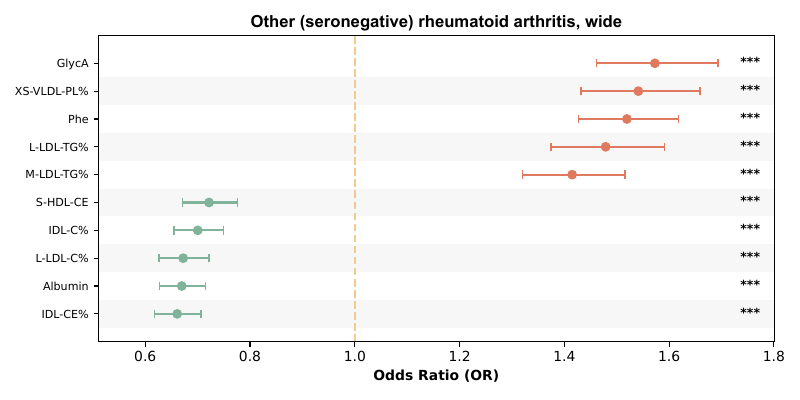 Other (seronegative) rheumatoid arthritis, wide
GlycA ***
XS-VLDL-PL% ***
Phe ***
L-LDL-TG% ***
M-LDL-TG% ***
S-HDL-CE ***
IDL-C% ***
L-LDL-C% ***
Albumin ***
IDL-CE% ***
0.6 0.8 1.0 1.2 1.4 1.6 1.8
Odds Ratio (OR)